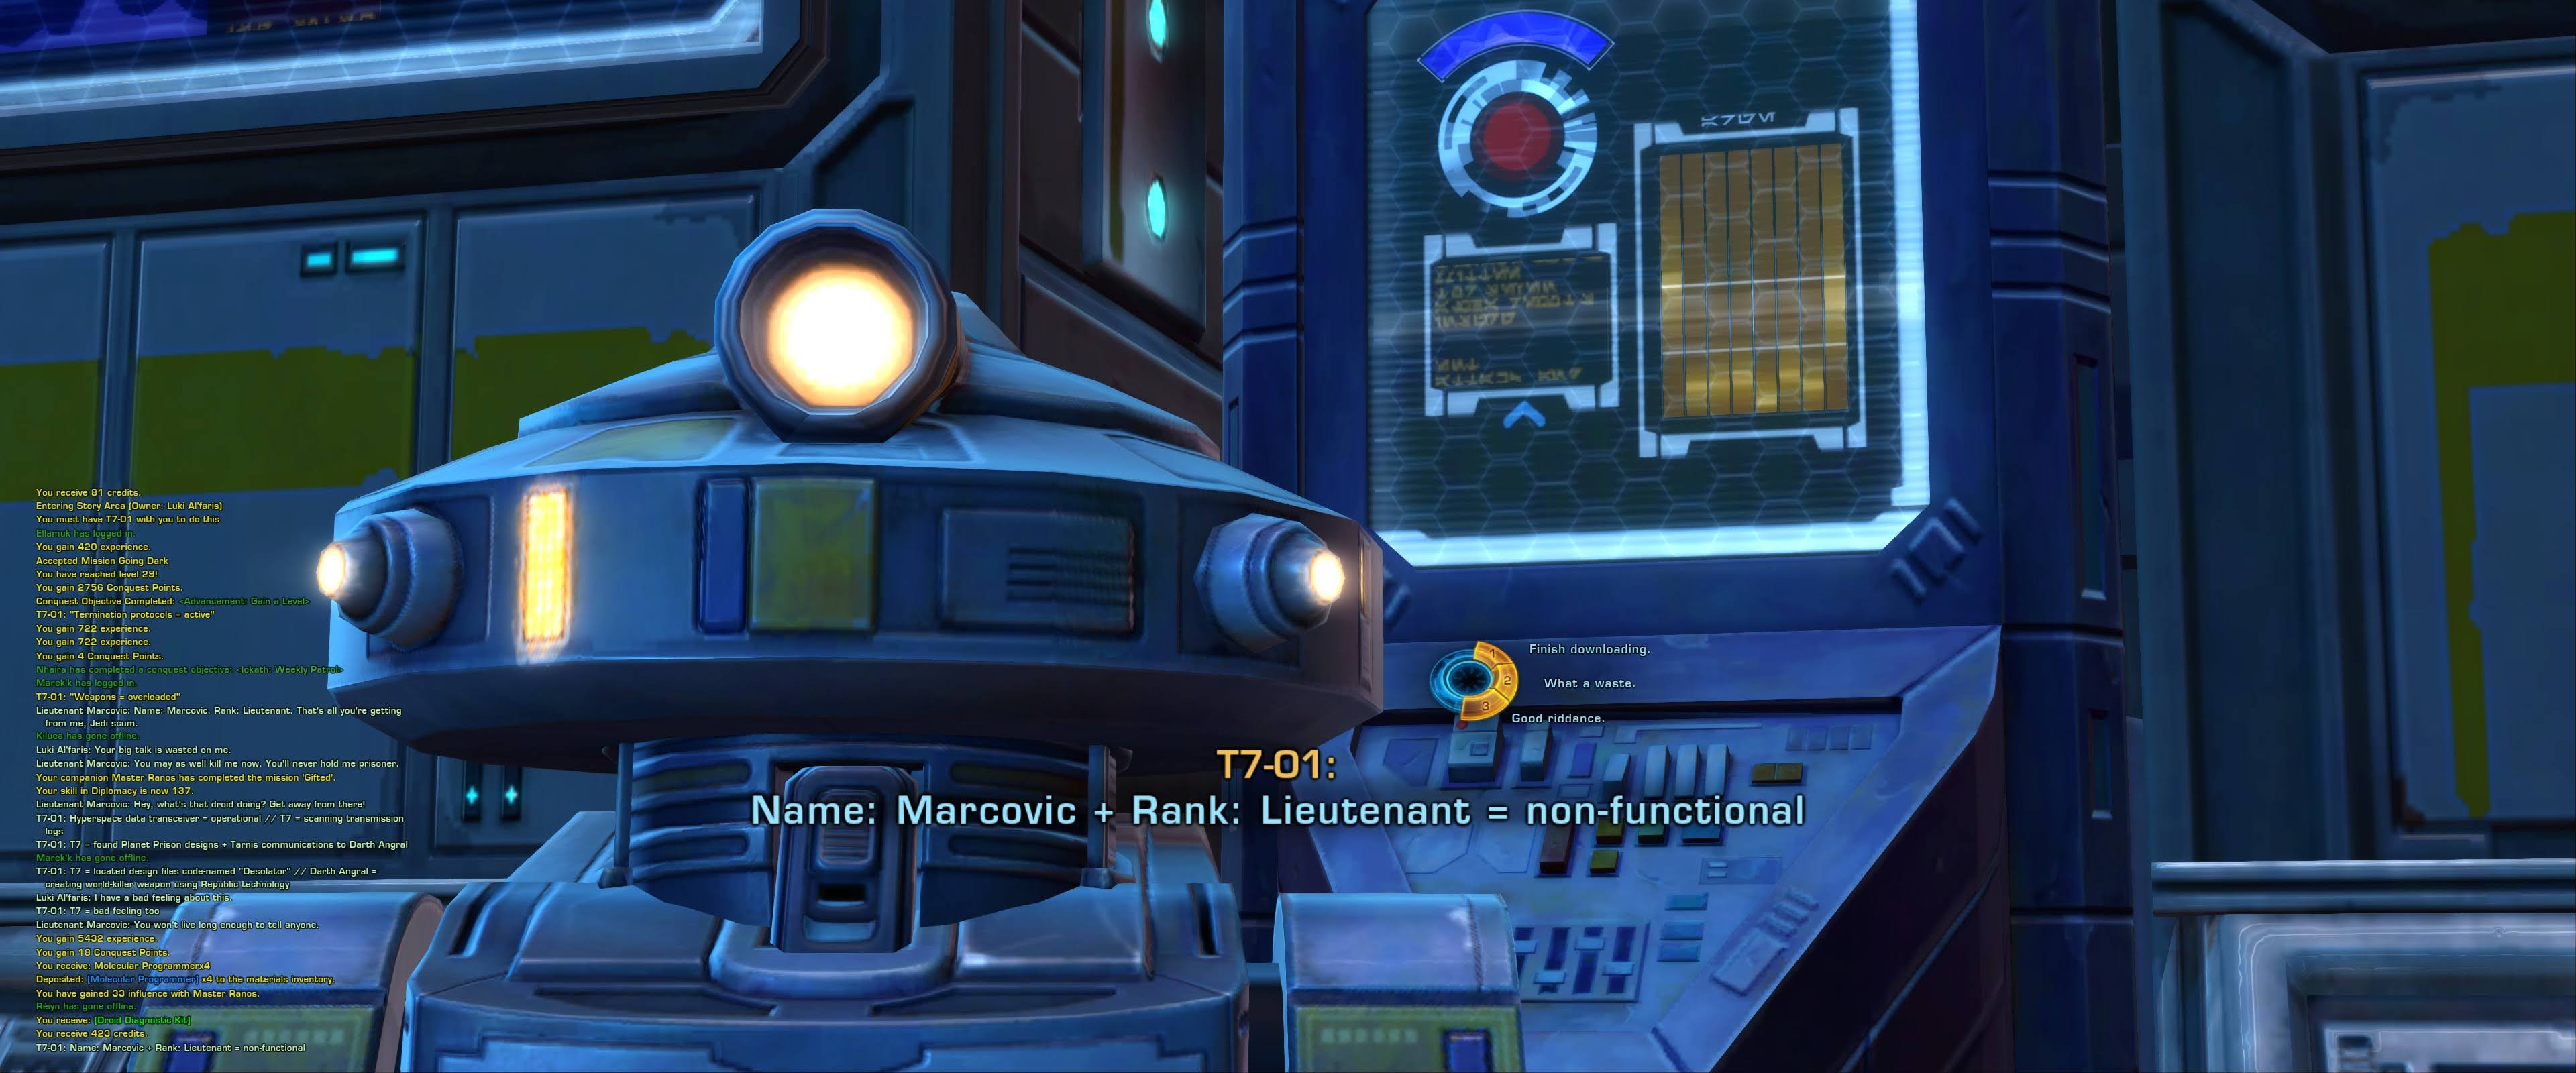 You receive 81 credits.
Entering Story Area (Owner: Luki Al'faris)
You must have T7-01 with you to do this
Ellamuk has logged in.
You gain 420 experience.
Accepted Mission Going Dark
You have reached level 29!
You gain 2756 Conquest Points.
Conquest Objective Completed: <Advancement: Gain a Level>
T7-01: "Termination protocols = active"
You gain 722 experience.
You gain 722 experience.
You gain 4 Conquest Points.
Nhaira has completed a conquest objective: <Iokath: Weekly Patrol>
Marek'k has logged in.
T7-01: "Weapons = overloaded"
Lieutenant Marcovic: Name: Marcovic. Rank: Lieutenant. That's all you're getting
from me, Jedi scum.
Kiluea has gone offline.
Luki Al'faris: Your big talk is wasted on me.
Lieutenant Marcovic: You may as well kill me now. You'll never hold me prisoner.
Your companion Master Ranos has completed the mission 'Gifted'.
Your skill in Diplomacy is now 137.
Lieutenant Marcovic: Hey, what's that droid doing? Get away from there!
T7-01: Hyperspace data transceiver = operational // T7 = scanning transmission
logs
T7-01: T7 = found Planet Prison designs + Tarnis communications to Darth Angral
Marek'k has gone offline.
T7-01: T7 = located design files code-named "Desolator" // Darth Angral =
creating world-killer weapon using Republic technology
Luki Al'faris: I have a bad feeling about this.
T7-01: T7 = bad feeling too
Lieutenant Marcovic: You won't live long enough to tell anyone.
You gain 5432 experience.
You gain 18 Conquest Points.
You receive: Molecular Programmerx4
Deposited: [Molecular Programmer] x4 to the materials inventory.
You have gained 33 influence with Master Ranos.
Rèiyn has gone offline.
You receive: [Droid Diagnostic Kit]
You receive 423 credits.
T7-01: Name: Marcovic + Rank: Lieutenant = non-functional
1 Finish downloading.
2 What a waste.
3 Good riddance.
T7-01:
Name: Marcovic + Rank: Lieutenant = non-functional